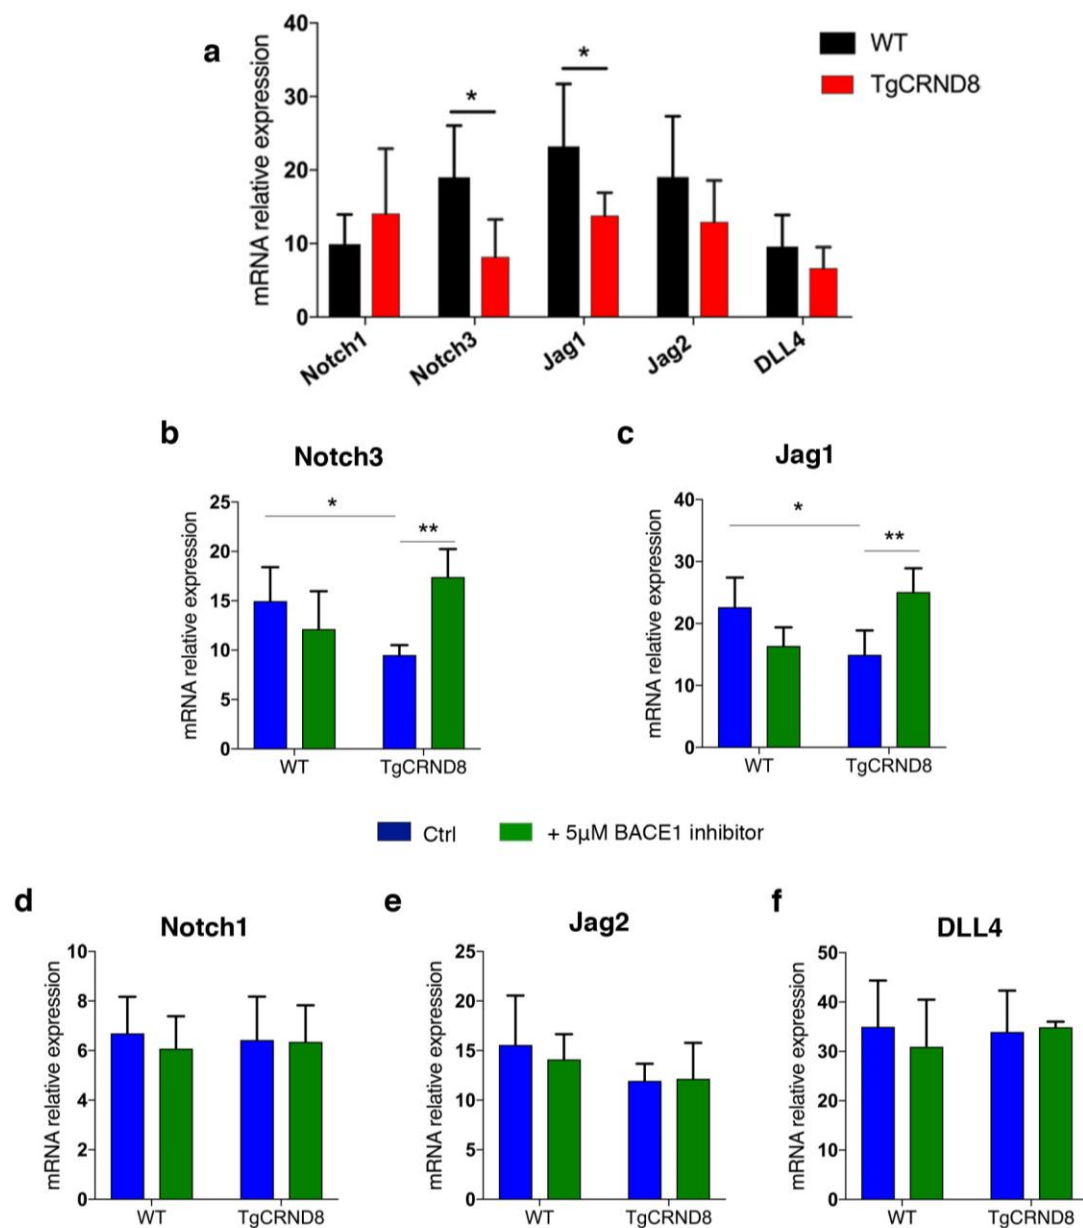 a
mRNA relative expression
40
30
20
10
0
*
*
WT
TgCRND8
Notch1
Notch3
Jag1
Jag2
DLL4
b
Notch3
mRNA relative expression
25
20
15
10
5
0
*
**
WT
TgCRND8
c
Jag1
mRNA relative expression
40
30
20
10
0
*
**
WT
TgCRND8
Ctrl
+ 5µM BACE1 inhibitor
d
Notch1
mRNA relative expression
10
8
6
4
2
0
WT
TgCRND8
e
Jag2
mRNA relative expression
25
20
15
10
5
0
WT
TgCRND8
f
DLL4
mRNA relative expression
50
40
30
20
10
0
WT
TgCRND8